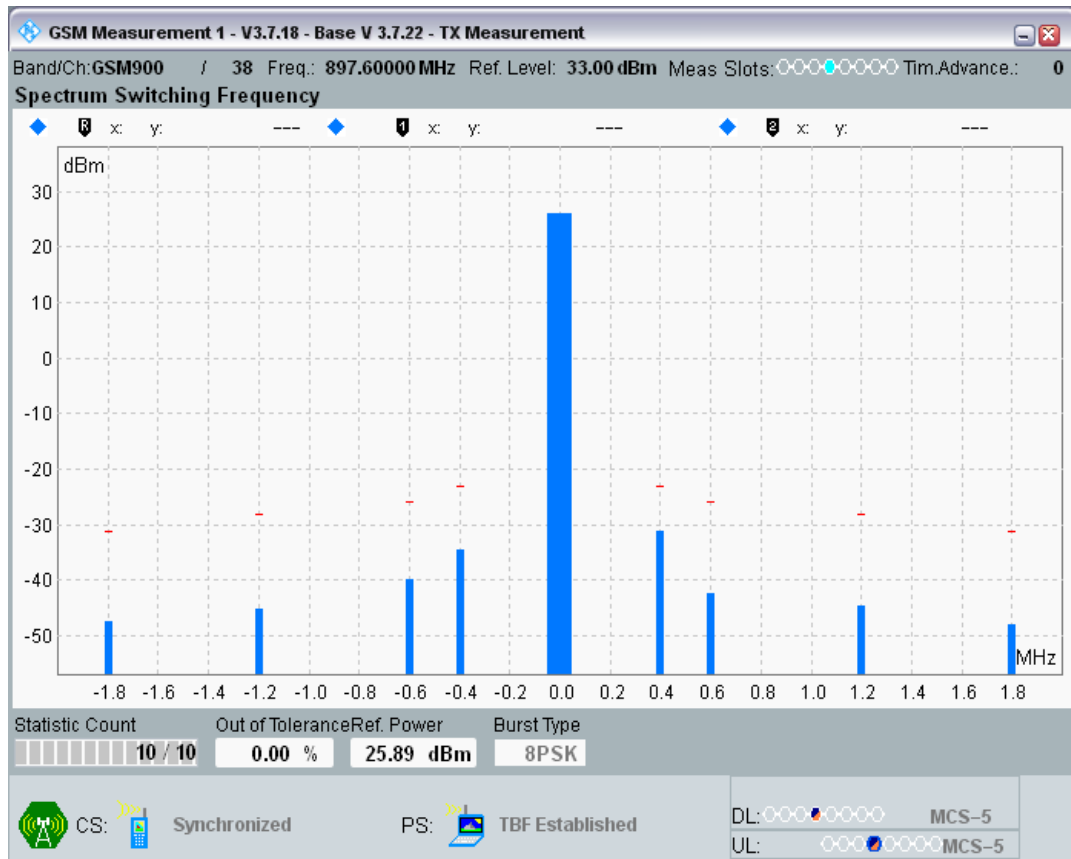 GSM Measurement 1 - V3.7.18 - Base V 3.7.22 - TX Measurement
Band/Ch:GSM900 / 38 Freq.: 897.60000 MHz Ref. Level: 33.00 dBm Meas Slots: Tim.Advance.: 0
Spectrum Switching Frequency
R x: y: --- 1 x: y: --- 2 x: y: ---
dBm
30
20
10
0
-10
-20
-30
-40
-50
MHz
-1.8 -1.6 -1.4 -1.2 -1.0 -0.8 -0.6 -0.4 -0.2 0.0 0.2 0.4 0.6 0.8 1.0 1.2 1.4 1.6 1.8
Statistic Count Out of Tolerance Ref. Power Burst Type
10 / 10 0.00 % 25.89 dBm 8PSK
CS: Synchronized PS: TBF Established
DL: MCS-5
UL: MCS-5